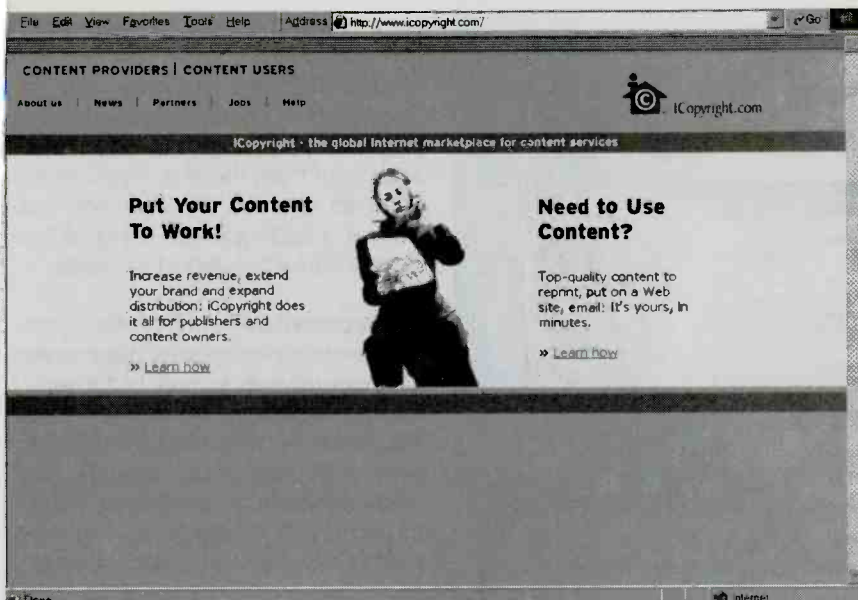 File Edit View Favorites Tools Help Address http://www.icopyright.com/ Go
CONTENT PROVIDERS | CONTENT USERS
About us | News | Partners | Jobs | Help
iCopyright.com
iCopyright - the global Internet marketplace for content services
Put Your Content
To Work!
Increase revenue, extend
your brand and expand
distribution: iCopyright does
it all for publishers and
content owners.
» Learn how
Need to Use
Content?
Top-quality content to
reprint, put on a Web
site, email: It's yours, in
minutes.
» Learn how
Done
Internet